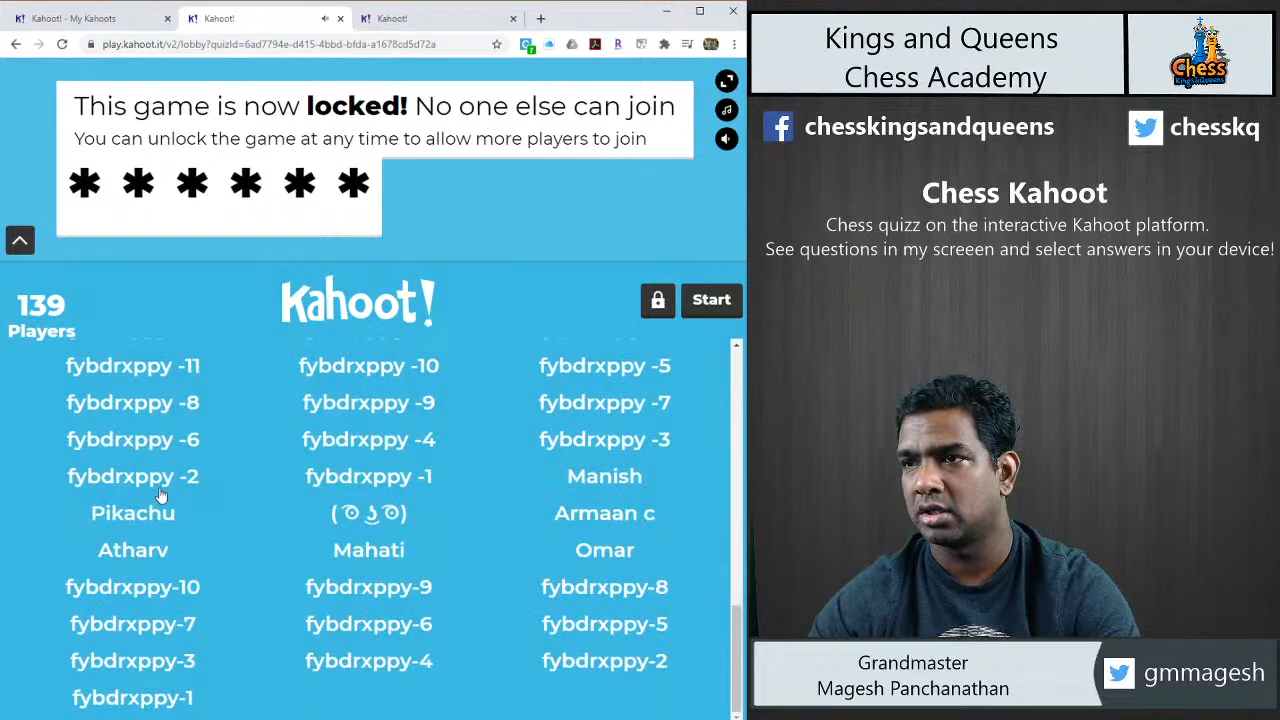 Kahoot! - My Kahoots
Kahoot!
Kahoot!
play.kahoot.it/v2/lobby?quizId=6ad7794e-d415-4bbd-bfda-a1678cd5d72a
This game is now locked! No one else can join
You can unlock the game at any time to allow more players to join
* * * * * *
139
Players
Kahoot!
Start
fybdrxppy -11
fybdrxppy -10
fybdrxppy -5
fybdrxppy -8
fybdrxppy -9
fybdrxppy -7
fybdrxppy -6
fybdrxppy -4
fybdrxppy -3
fybdrxppy -2
fybdrxppy -1
Manish
Pikachu
( ͡ʘ ͜ʖ ͡ʘ)
Armaan c
Atharv
Mahati
Omar
fybdrxppy-10
fybdrxppy-9
fybdrxppy-8
fybdrxppy-7
fybdrxppy-6
fybdrxppy-5
fybdrxppy-3
fybdrxppy-4
fybdrxppy-2
fybdrxppy-1
Kings and Queens
Chess Academy
Chess
Kings&Queens
chesskingsandqueens
chesskq
Chess Kahoot
Chess quizz on the interactive Kahoot platform.
See questions in my screeen and select answers in your device!
Grandmaster
Magesh Panchanathan
gmmagesh